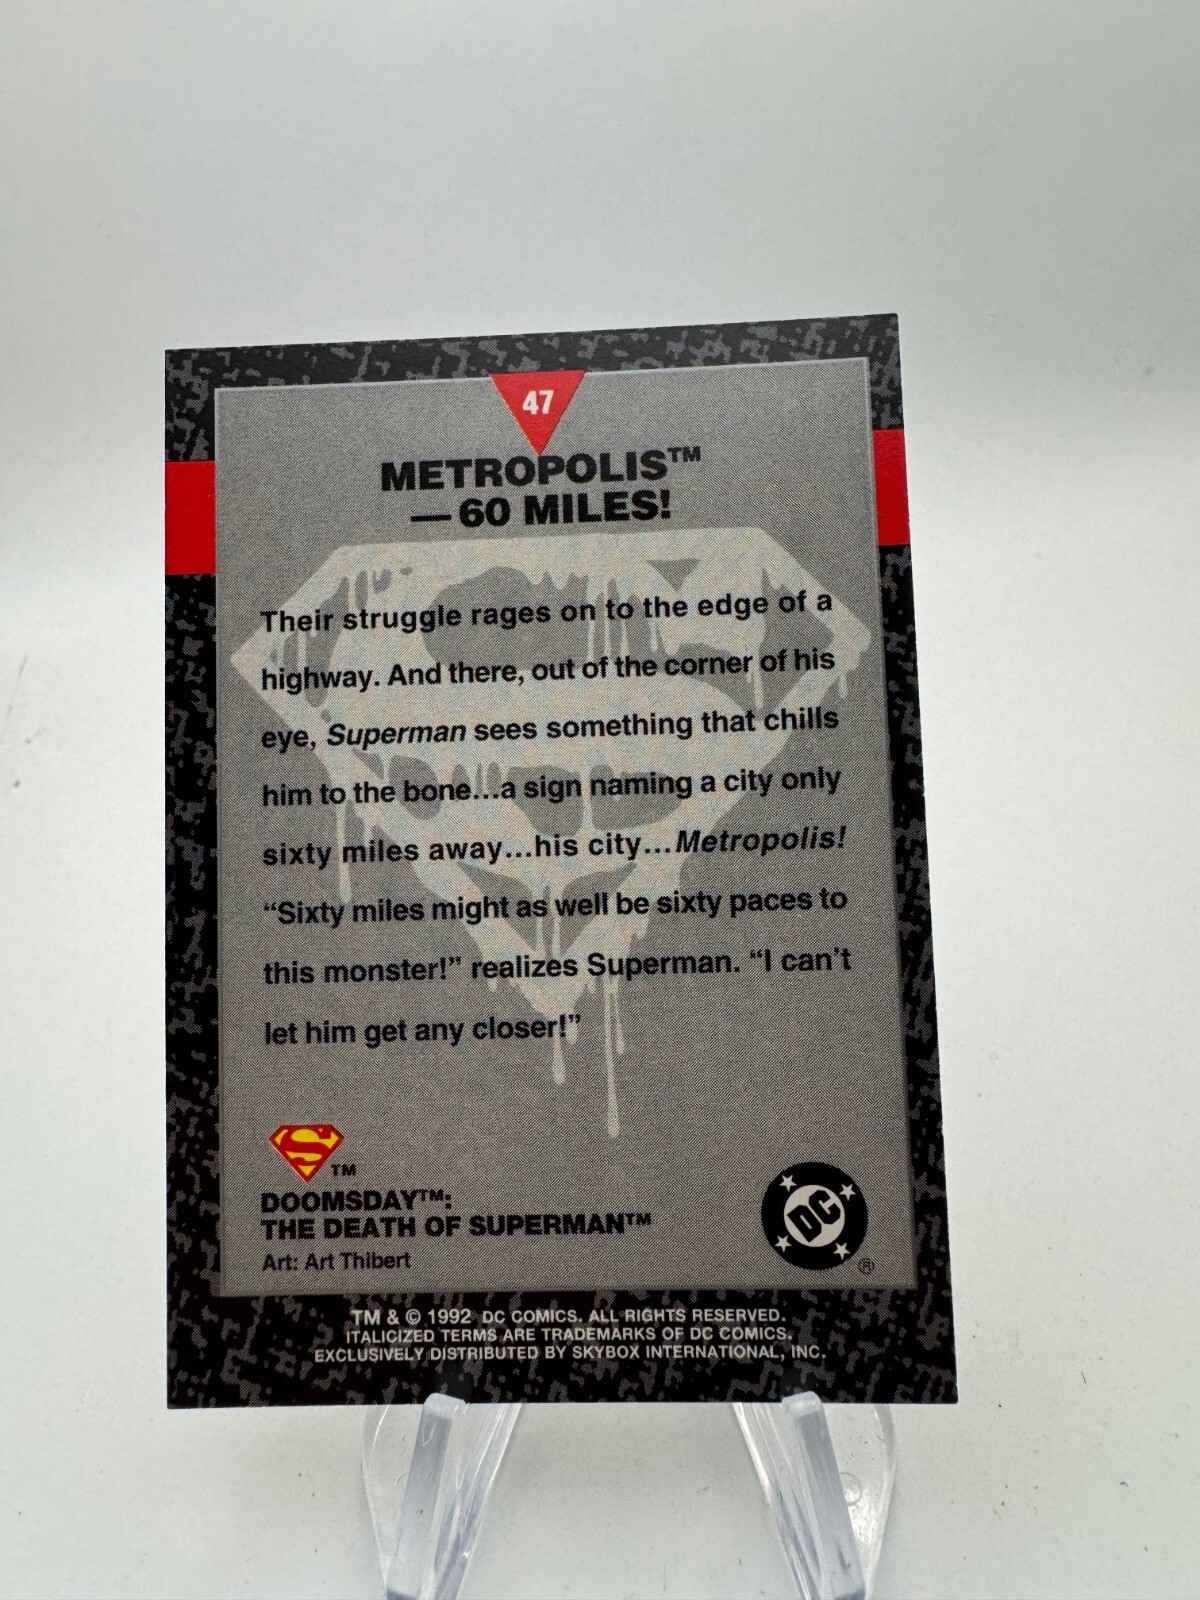 47
METROPOLIS™
— 60 MILES!
Their struggle rages on to the edge of a
highway. And there, out of the corner of his
eye, Superman sees something that chills
him to the bone...a sign naming a city only
sixty miles away...his city...Metropolis!
“Sixty miles might as well be sixty paces to
this monster!” realizes Superman. “I can't
let him get any closer!”
S
TM
DOOMSDAY™:
THE DEATH OF SUPERMAN™
Art: Art Thibert
DC
®
TM & © 1992 DC COMICS. ALL RIGHTS RESERVED.
ITALICIZED TERMS ARE TRADEMARKS OF DC COMICS.
EXCLUSIVELY DISTRIBUTED BY SKYBOX INTERNATIONAL, INC.